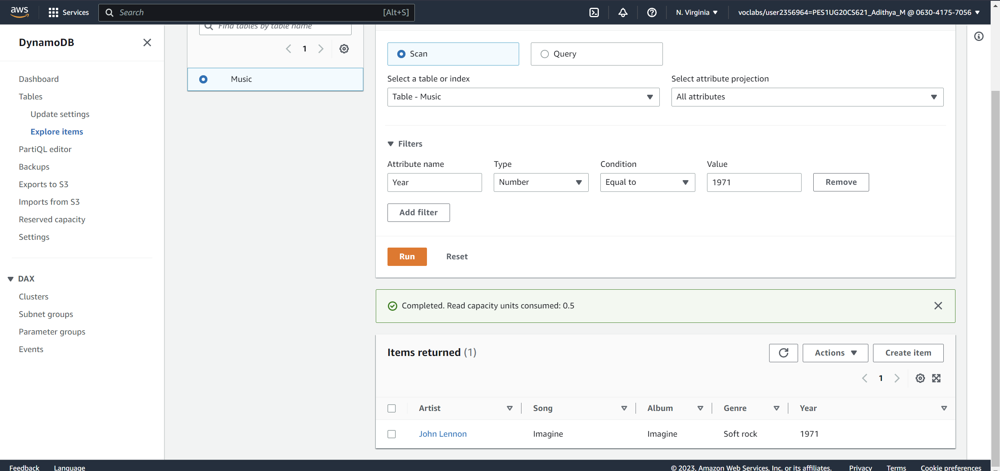 aws
Services
Search [Alt+S]
N. Virginia
voclabs/user2356964=PES1UG20CS621_Adithya_M @ 0630-4175-7056
DynamoDB
Dashboard
Tables
Update settings
Explore items
PartiQL editor
Backups
Exports to S3
Imports from S3
Reserved capacity
Settings
DAX
Clusters
Subnet groups
Parameter groups
Events
Find tables by table name
1
Music
Scan
Query
Select a table or index
Table - Music
Select attribute projection
All attributes
Filters
Attribute name Type Condition Value
Year Number Equal to 1971 Remove
Add filter
Run Reset
Completed. Read capacity units consumed: 0.5
Items returned (1)
Actions
Create item
1
Artist Song Album Genre Year
John Lennon Imagine Imagine Soft rock 1971
Feedback Language
© 2023, Amazon Web Services, Inc. or its affiliates. Privacy Terms Cookie preferences